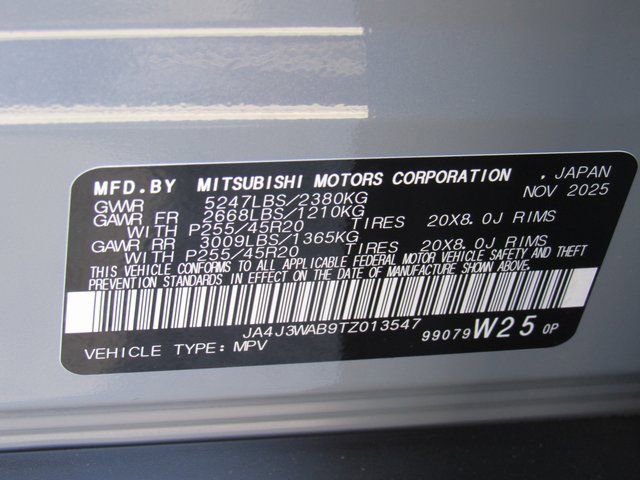 MFD.BY MITSUBISHI MOTORS CORPORATION , JAPAN
GVWR 5247LBS/2380KG NOV 2025
GAWR FR 2668LBS/1210KG
WITH P255/45R20 TIRES 20X8.0J RIMS
GAWR RR 3009LBS/1365KG
WITH P255/45R20 TIRES 20X8.0J RIMS
THIS VEHICLE CONFORMS TO ALL APPLICABLE FEDERAL MOTOR VEHICLE SAFETY AND THEFT
PREVENTION STANDARDS IN EFFECT ON THE DATE OF MANUFACTURE SHOWN ABOVE.
JA4J3WAB9TZ013547
VEHICLE TYPE: MPV 99079 W25 0P